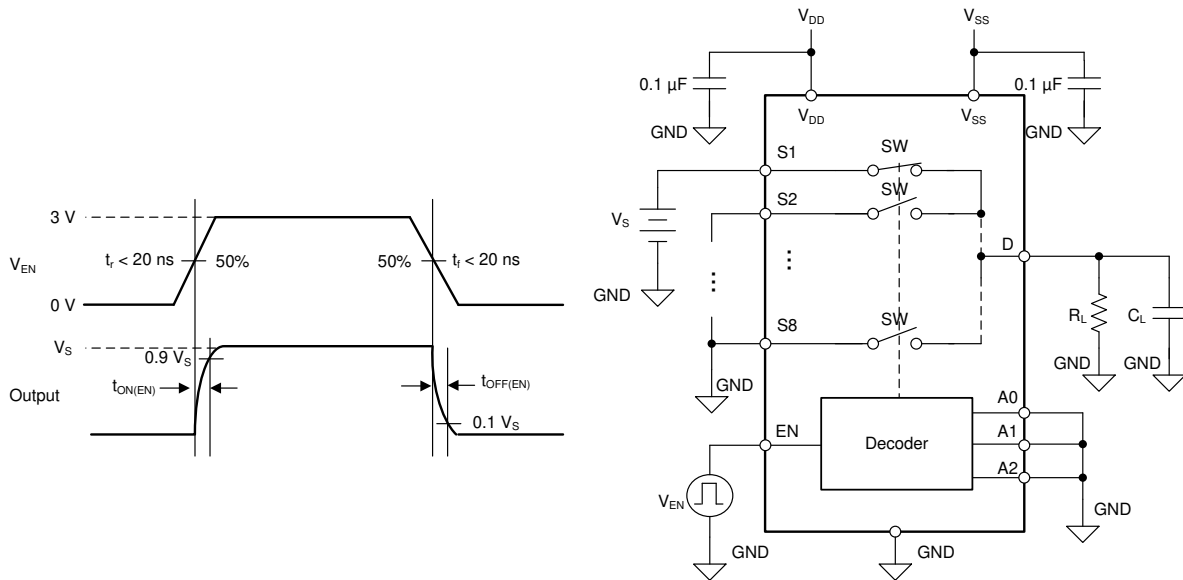 3 V
V_EN
t_r < 20 ns
50%
50%
t_f < 20 ns
0 V
V_S
0.9 V_S
Output
t_ON(EN)
t_OFF(EN)
0.1 V_S
V_DD
V_SS
0.1 µF
0.1 µF
GND
V_DD
V_SS
GND
S1
SW
S2
SW
V_S
...
...
D
GND
S8
SW
R_L
C_L
GND
GND
GND
A0
EN
Decoder
A1
A2
V_EN
GND
GND
GND